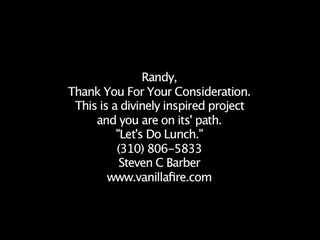 Randy,
Thank You For Your Consideration.
This is a divinely inspired project
and you are on its' path.
"Let's Do Lunch."
(310) 806-5833
Steven C Barber
www.vanillafire.com